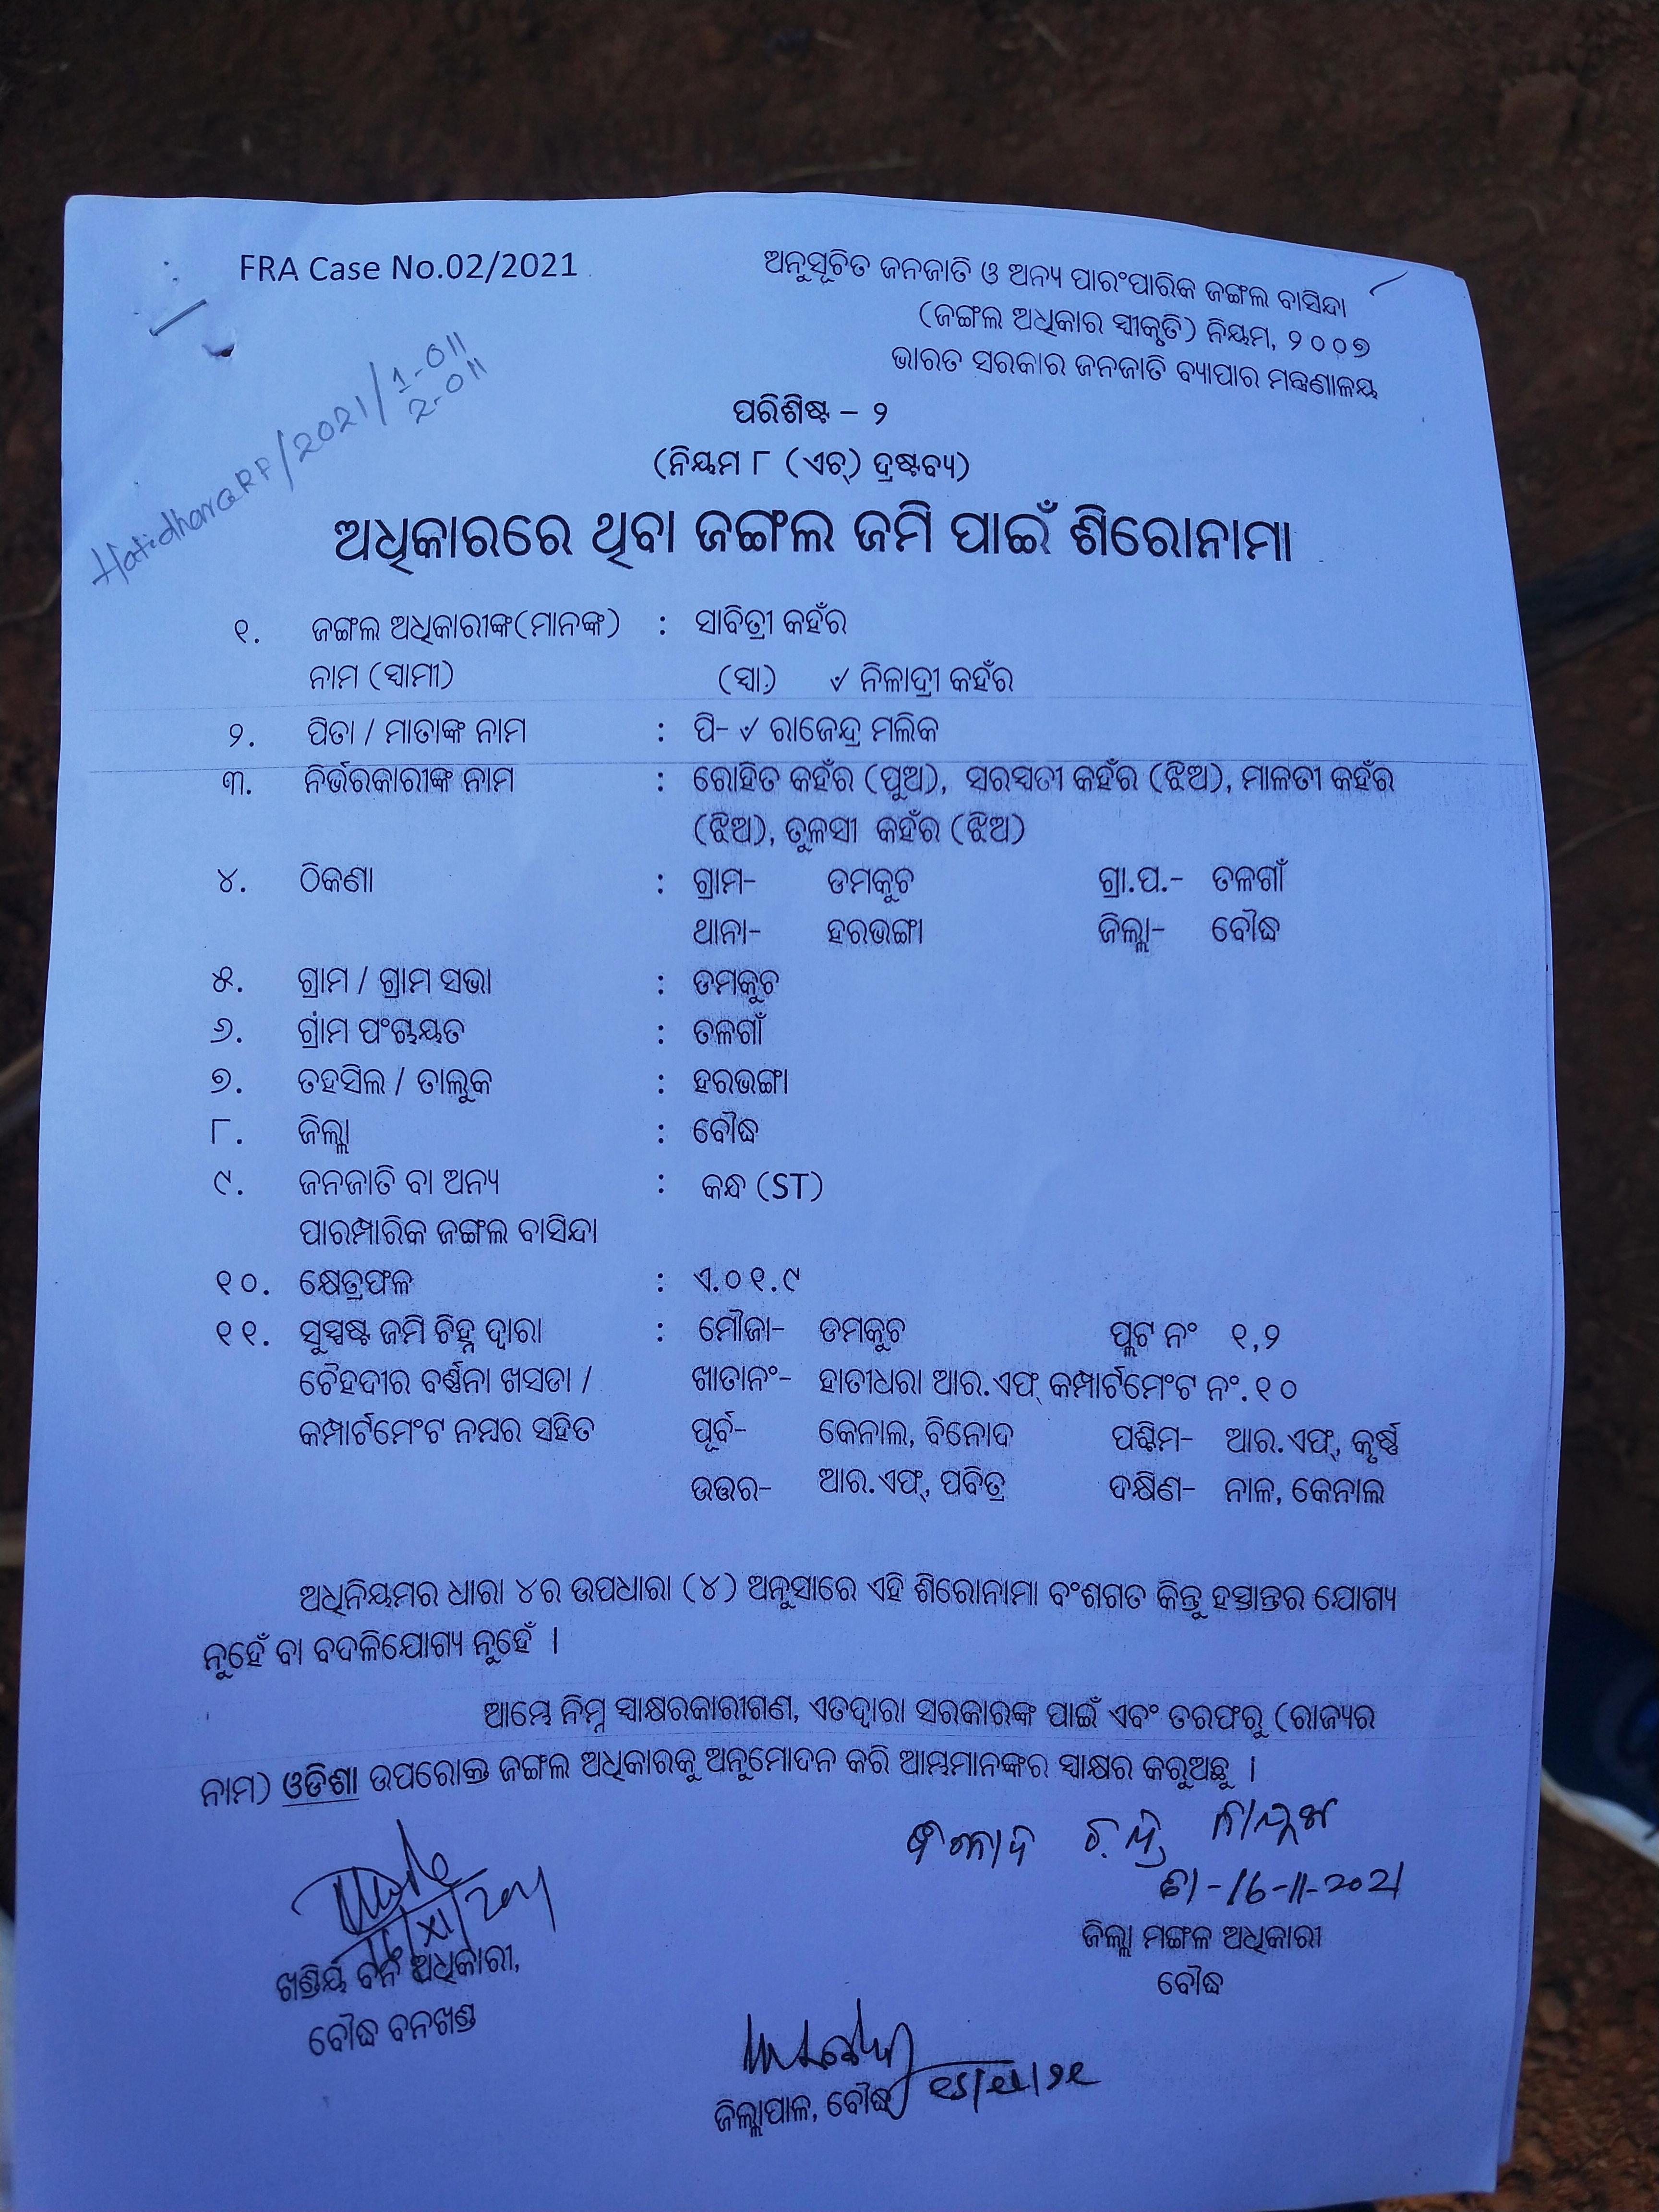 FRA Case No.02/2021
ଅନୁସୂଚିତ ଜନଜାତି ଓ ଅନ୍ୟ ପାରଂପାରିକ ଜଙ୍ଗଲ ବାସିନ୍ଦା
(ଜଙ୍ଗଲ ଅଧିକାର ସ୍ୱୀକୃତି) ନିୟମ, ୨୦୦୭
ଭାରତ ସରକାର ଜନଜାତି ବ୍ୟାପାର ମନ୍ତ୍ରଣାଳୟ
HatidharaRF/2021/1-011
2-011
ପରିଶିଷ୍ଟ – ୨
(ନିୟମ ୮ (ଏଚ୍) ଦ୍ରଷ୍ଟବ୍ୟ)
ଅଧିକାରରେ ଥିବା ଜଙ୍ଗଲ ଜମି ପାଇଁ ଶିରୋନାମା
୧. ଜଙ୍ଗଲ ଅଧିକାରୀଙ୍କ(ମାନଙ୍କ) : ସାବିତ୍ରୀ କହଁର
ନାମ (ସ୍ୱାମୀ) (ସ୍ୱା) ✓ ନିଳାଦ୍ରୀ କହଁର
୨. ପିତା / ମାତାଙ୍କ ନାମ : ପି- ✓ ରାଜେନ୍ଦ୍ର ମଲିକ
୩. ନିର୍ଭରକାରୀଙ୍କ ନାମ : ରୋହିତ କହଁର (ପୁଅ), ସରସ୍ୱତୀ କହଁର (ଝିଅ), ମାଳତୀ କହଁର
(ଝିଅ), ତୁଳସୀ କହଁର (ଝିଅ)
୪. ଠିକଣା : ଗ୍ରାମ- ଡମକୁଚ ଗ୍ରା.ପ.- ତଳଗାଁ
ଥାନା- ହରଭଙ୍ଗା ଜିଲ୍ଲା- ବୌଦ୍ଧ
୫. ଗ୍ରାମ / ଗ୍ରାମ ସଭା : ଡମକୁଚ
୬. ଗ୍ରାମ ପଂଚାୟତ : ତଳଗାଁ
୭. ତହସିଲ / ତାଲୁକ : ହରଭଙ୍ଗା
୮. ଜିଲ୍ଲା : ବୌଦ୍ଧ
୯. ଜନଜାତି ବା ଅନ୍ୟ : କନ୍ଧ (ST)
ପାରମ୍ପାରିକ ଜଙ୍ଗଲ ବାସିନ୍ଦା
୧୦. କ୍ଷେତ୍ରଫଳ : ଏ.୦୧.୯
୧୧. ସୁସ୍ପଷ୍ଟ ଜମି ଚିହ୍ନ ଦ୍ୱାରା : ମୌଜା- ଡମକୁଚ ପ୍ଲଟ ନଂ ୧,୨
ଚୈହଦୀର ବର୍ଣ୍ଣନା ଖସଡା / ଖାତାନଂ- ହାତୀଧରା ଆର.ଏଫ୍ କମ୍ପାର୍ଟମେଂଟ ନଂ.୧୦
କମ୍ପାର୍ଟମେଂଟ ନମ୍ବର ସହିତ ପୂର୍ବ- କେନାଲ, ବିନୋଦ ପଶ୍ଚିମ- ଆର.ଏଫ୍, କୃର୍ଷ୍ଣ
ଉତ୍ତର- ଆର.ଏଫ୍, ପବିତ୍ର ଦକ୍ଷିଣ- ନାଳ, କେନାଲ
ଅଧିନିୟମର ଧାରା ୪ର ଉପଧାରା (୪) ଅନୁସାରେ ଏହି ଶିରୋନାମା ବଂଶଗତ କିନ୍ତୁ ହସ୍ତାନ୍ତର ଯୋଗ୍ୟ
ନୁହେଁ ବା ବଦଳିଯୋଗ୍ୟ ନୁହେଁ ।
ଆମ୍ଭେ ନିମ୍ନ ସ୍ୱାକ୍ଷରକାରୀଗଣ, ଏତଦ୍ୱାରା ସରକାରଙ୍କ ପାଇଁ ଏବଂ ତରଫରୁ (ରାଜ୍ୟର
ନାମ) ଓଡିଶା ଉପରୋକ୍ତ ଜଙ୍ଗଲ ଅଧିକାରକୁ ଅନୁମୋଦନ କରି ଆମ୍ଭମାନଙ୍କର ସ୍ୱାକ୍ଷର କରୁଅଛୁ ।
ତା-16-11-2021
ଜିଲ୍ଲା ମଙ୍ଗଳ ଅଧିକାରୀ
ବୌଦ୍ଧ
ଖଣ୍ଡିୟ ବନ ଅଧିକାରୀ,
ବୌଦ୍ଧ ବନଖଣ୍ଡ
ଜିଲ୍ଲାପାଳ, ବୌଦ୍ଧ